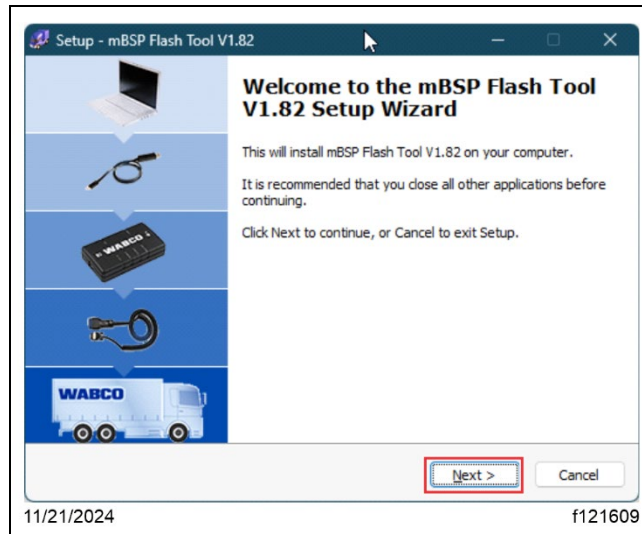 Setup - mBSP Flash Tool V1.82
Welcome to the mBSP Flash Tool
V1.82 Setup Wizard
This will install mBSP Flash Tool V1.82 on your computer.
It is recommended that you close all other applications before
continuing.
Click Next to continue, or Cancel to exit Setup.
WABCO
WABCO
Next >
Cancel
11/21/2024
f121609